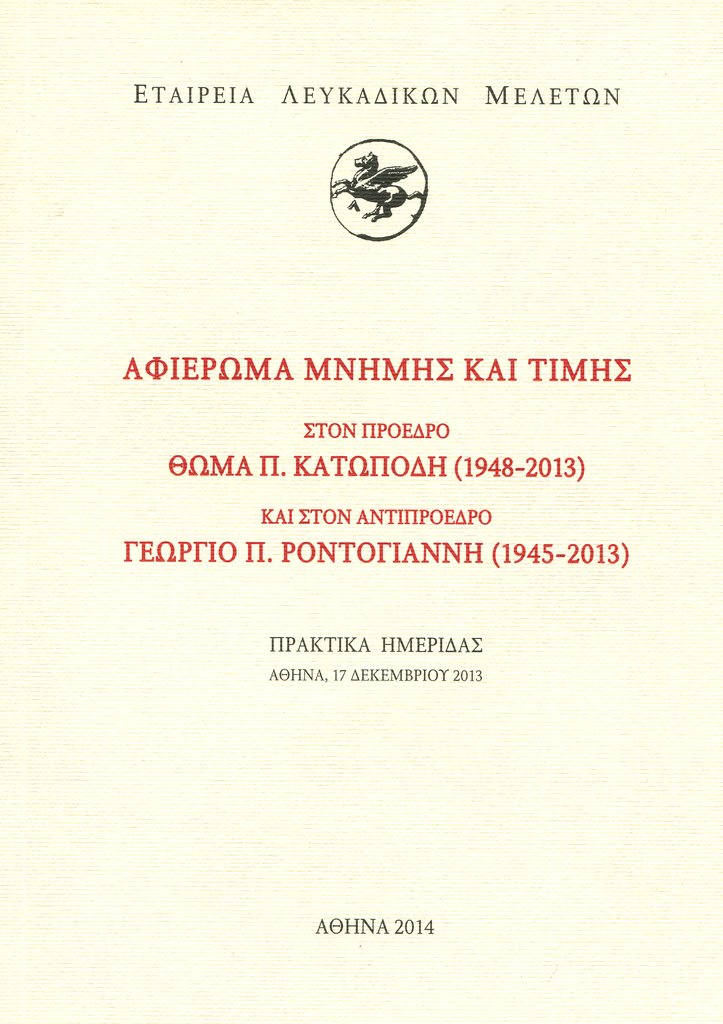 ΕΤΑΙΡΕΙΑ ΛΕΥΚΑΔΙΚΩΝ ΜΕΛΕΤΩΝ
ΑΦΙΕΡΩΜΑ ΜΝΗΜΗΣ ΚΑΙ ΤΙΜΗΣ
ΣΤΟΝ ΠΡΟΕΔΡΟ
ΘΩΜΑ Π. ΚΑΤΩΠΟΔΗ (1948-2013)
ΚΑΙ ΣΤΟΝ ΑΝΤΙΠΡΟΕΔΡΟ
ΓΕΩΡΓΙΟ Π. ΡΟΝΤΟΓΙΑΝΝΗ (1945-2013)
ΠΡΑΚΤΙΚΑ ΗΜΕΡΙΔΑΣ
ΑΘΗΝΑ, 17 ΔΕΚΕΜΒΡΙΟΥ 2013
ΑΘΗΝΑ 2014